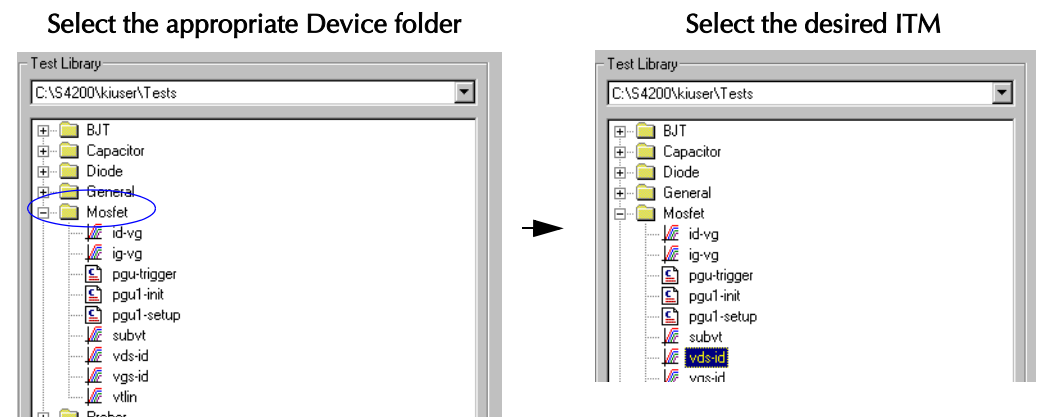 Select the appropriate Device folder
Test Library
C:\S4200\kiuser\Tests
BJT
Capacitor
Diode
General
Mosfet
id-vg
ig-vg
pgu-trigger
pgu1-init
pgu1-setup
subvt
vds-id
vgs-id
vtlin
Prober
Select the desired ITM
Test Library
C:\S4200\kiuser\Tests
BJT
Capacitor
Diode
General
Mosfet
id-vg
ig-vg
pgu-trigger
pgu1-init
pgu1-setup
subvt
vds-id
vgs-id